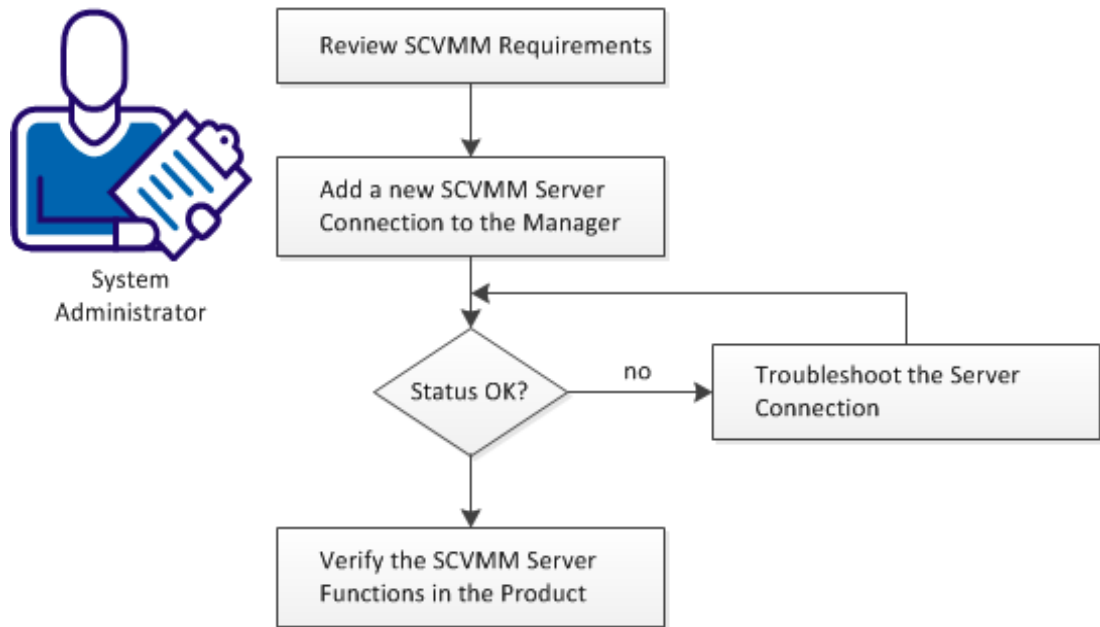 Review SCVMM Requirements
Add a new SCVMM Server
Connection to the Manager
System
Administrator
Status OK?
no
Troubleshoot the Server
Connection
Verify the SCVMM Server
Functions in the Product